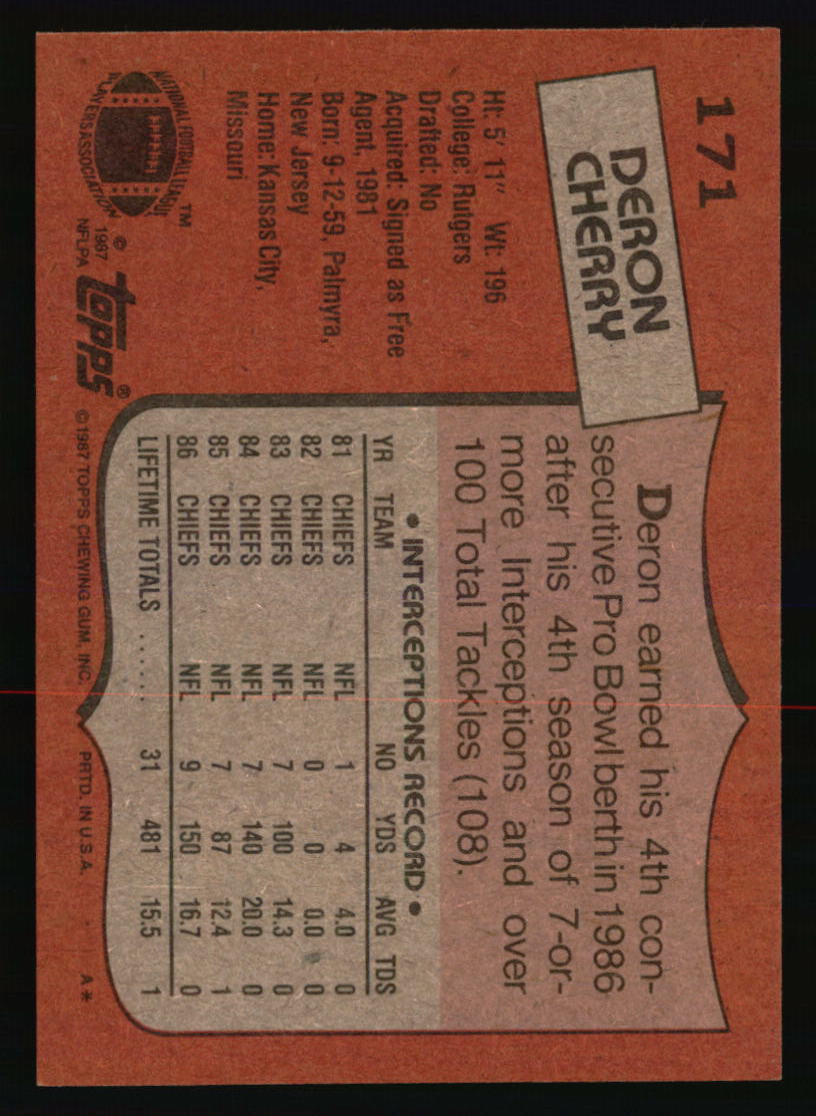 171
DERON
CHERRY
Ht: 5' 11" Wt: 196
College: Rutgers
Drafted: No
Acquired: Signed as Free
Agent, 1981
Born: 9-12-59, Palmyra,
New Jersey
Home: Kansas City,
Missouri
NATIONAL FOOTBALL LEAGUE
PLAYERS ASSOCIATION
™
© 1987
NFLPA
topps®
Deron earned his 4th con-
secutive Pro Bowl berth in 1986
after his 4th season of 7-or-
more Interceptions and over
100 Total Tackles (108).
• INTERCEPTIONS RECORD •
YR TEAM NO YDS AVG TDS
81 CHIEFS NFL 1 4 4.0 0
82 CHIEFS NFL 0 0 0.0 0
83 CHIEFS NFL 7 100 14.3 0
84 CHIEFS NFL 7 140 20.0 0
85 CHIEFS NFL 7 87 12.4 1
86 CHIEFS NFL 9 150 16.7 0
LIFETIME TOTALS ...... 31 481 15.5 1
© 1987 TOPPS CHEWING GUM, INC. PRTD. IN U.S.A. A*